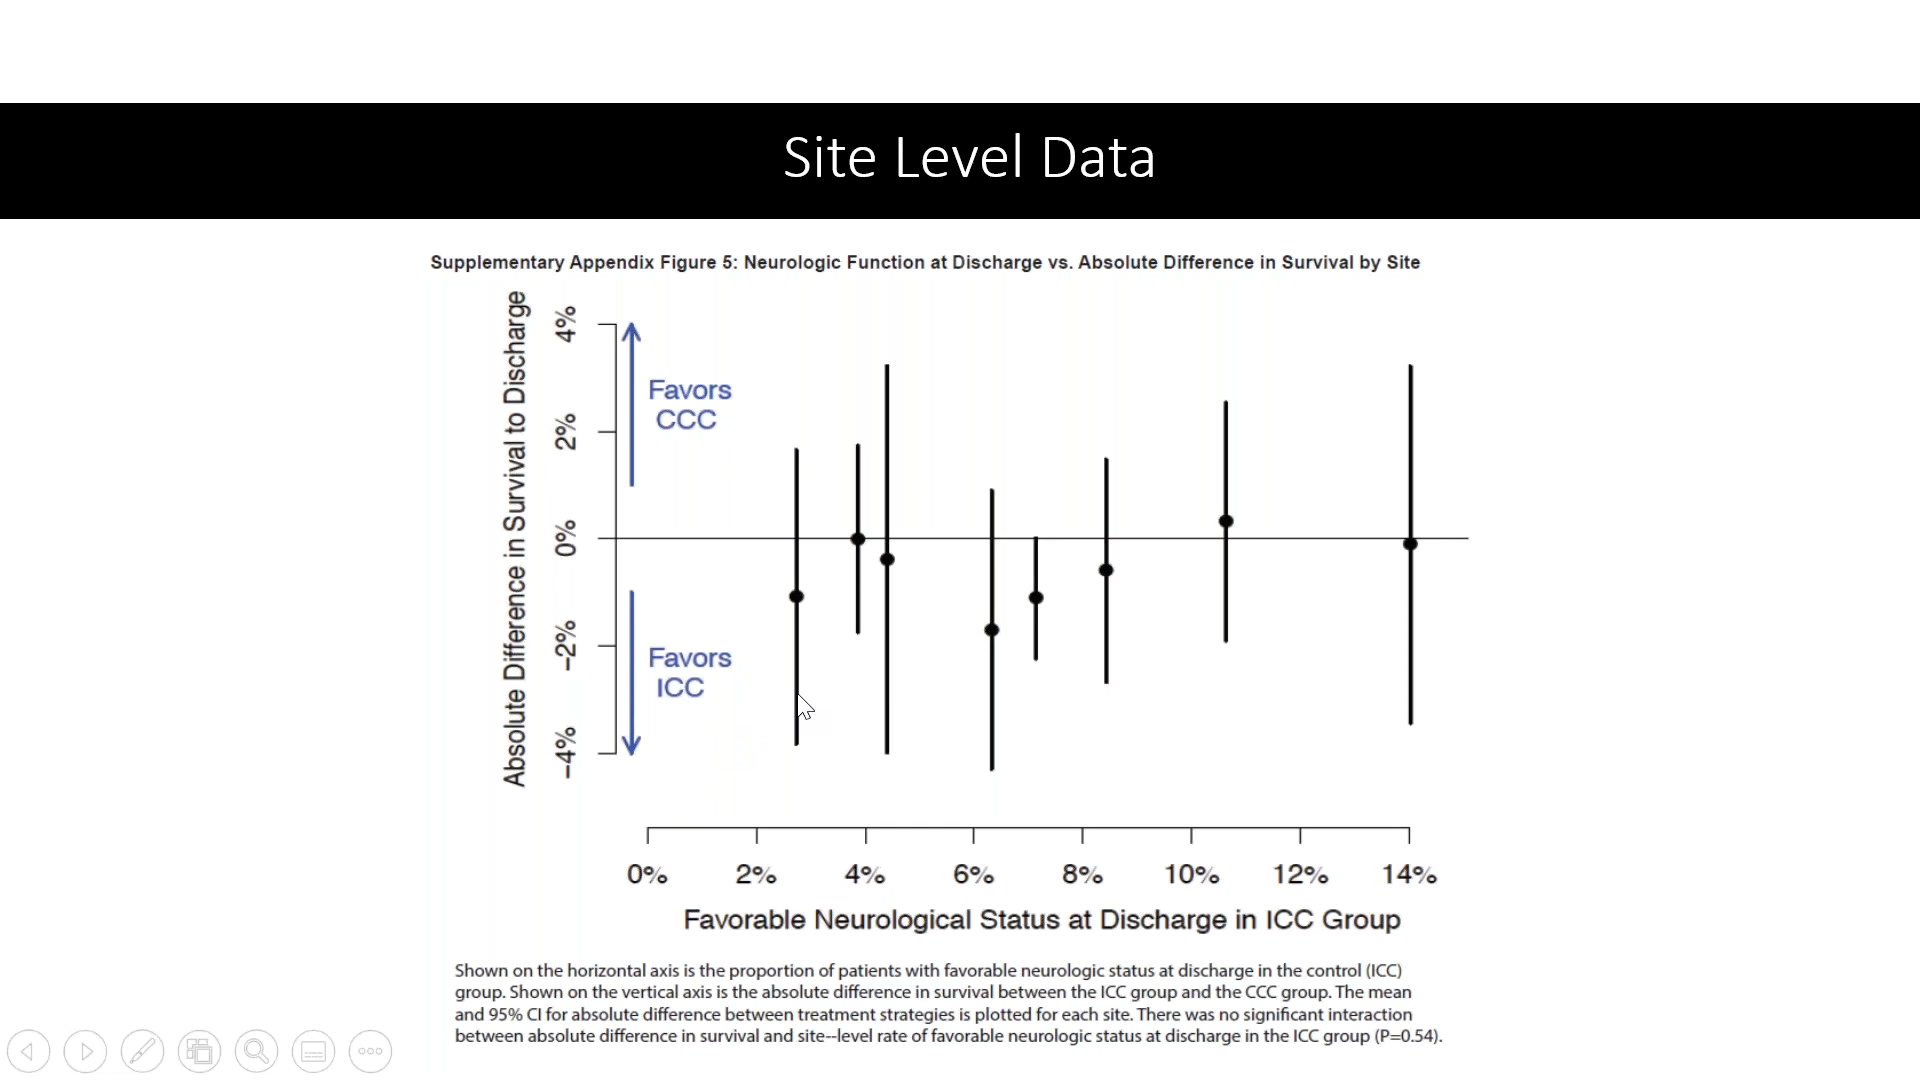 Site Level Data
Supplementary Appendix Figure 5: Neurologic Function at Discharge vs. Absolute Difference in Survival by Site
Absolute Difference in Survival to Discharge
4%
2%
0%
−2%
−4%
Favors
CCC
Favors
ICC
0% 2% 4% 6% 8% 10% 12% 14%
Favorable Neurological Status at Discharge in ICC Group
Shown on the horizontal axis is the proportion of patients with favorable neurologic status at discharge in the control (ICC)
group. Shown on the vertical axis is the absolute difference in survival between the ICC group and the CCC group. The mean
and 95% CI for absolute difference between treatment strategies is plotted for each site. There was no significant interaction
between absolute difference in survival and site--level rate of favorable neurologic status at discharge in the ICC group (P=0.54).